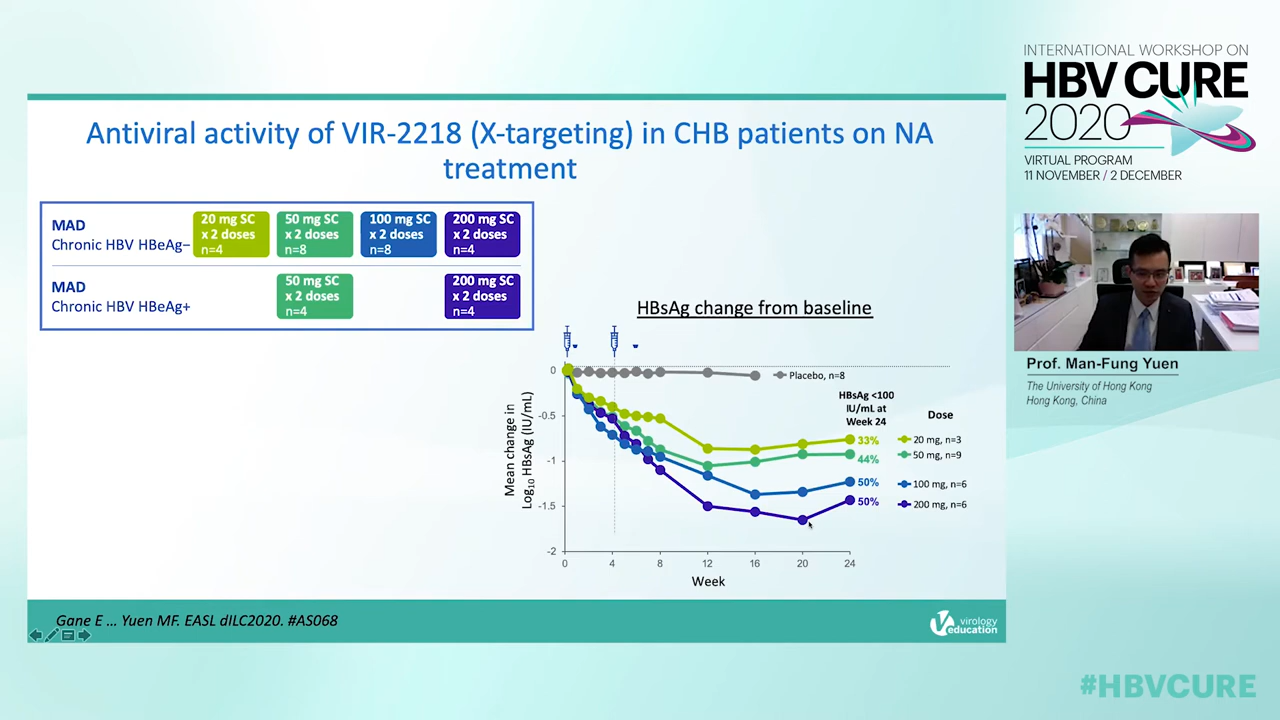 INTERNATIONAL WORKSHOP ON
HBV CURE
2020
VIRTUAL PROGRAM
11 NOVEMBER / 2 DECEMBER
Antiviral activity of VIR-2218 (X-targeting) in CHB patients on NA
treatment
MAD
Chronic HBV HBeAg−
20 mg SC
x 2 doses
n=4
50 mg SC
x 2 doses
n=8
100 mg SC
x 2 doses
n=8
200 mg SC
x 2 doses
n=4
MAD
Chronic HBV HBeAg+
50 mg SC
x 2 doses
n=4
200 mg SC
x 2 doses
n=4
HBsAg change from baseline
Mean change in
Log10 HBsAg (IU/mL)
0
-0.5
-1
-1.5
-2
0
4
8
12
16
20
24
Week
Placebo, n=8
HBsAg <100
IU/mL at
Week 24
Dose
33%
20 mg, n=3
44%
50 mg, n=9
50%
100 mg, n=6
50%
200 mg, n=6
Prof. Man-Fung Yuen
The University of Hong Kong
Hong Kong, China
Gane E ... Yuen MF. EASL dILC2020. #AS068
virology
education
#HBVCURE